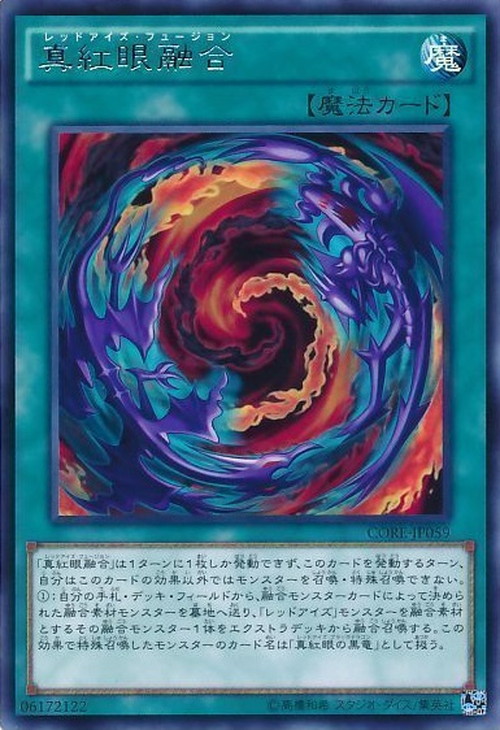 レッドアイズ・フュージョン
真紅眼融合
魔
【魔法カード】
CORE-JP059
「真紅眼融合」は1ターンに1枚しか発動できず、このカードを発動するターン、
自分はこのカードの効果以外ではモンスターを召喚・特殊召喚できない。
①:自分の手札・デッキ・フィールドから、融合モンスターカードによって決めら
れた融合素材モンスターを墓地へ送り、「レッドアイズ」モンスターを融合素材
とするその融合モンスター1体をエクストラデッキから融合召喚する。この
効果で特殊召喚したモンスターのカード名は「真紅眼の黒竜」として扱う。
06172122
©高橋和希 スタジオ・ダイス/集英社